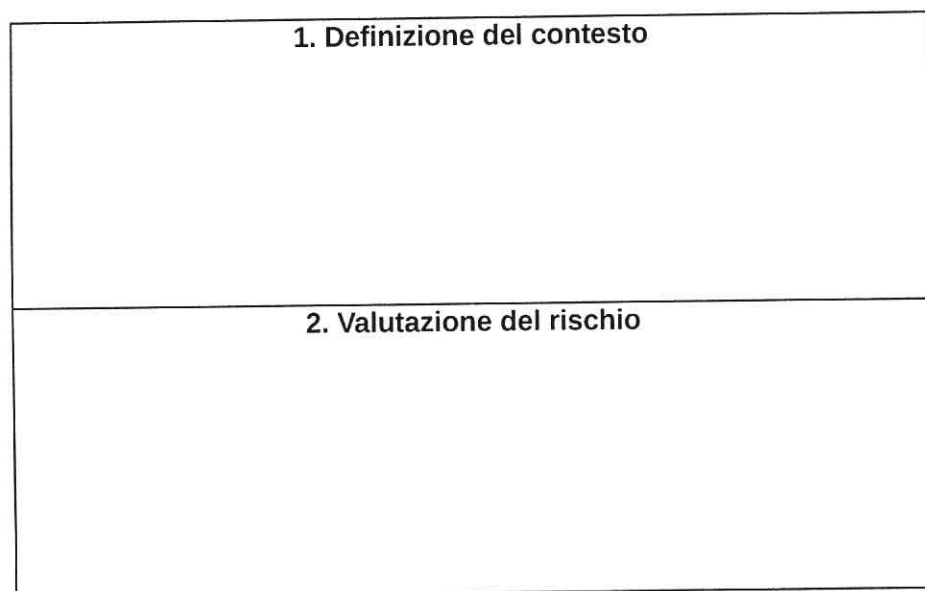 1. Definizione del contesto
2. Valutazione del rischio